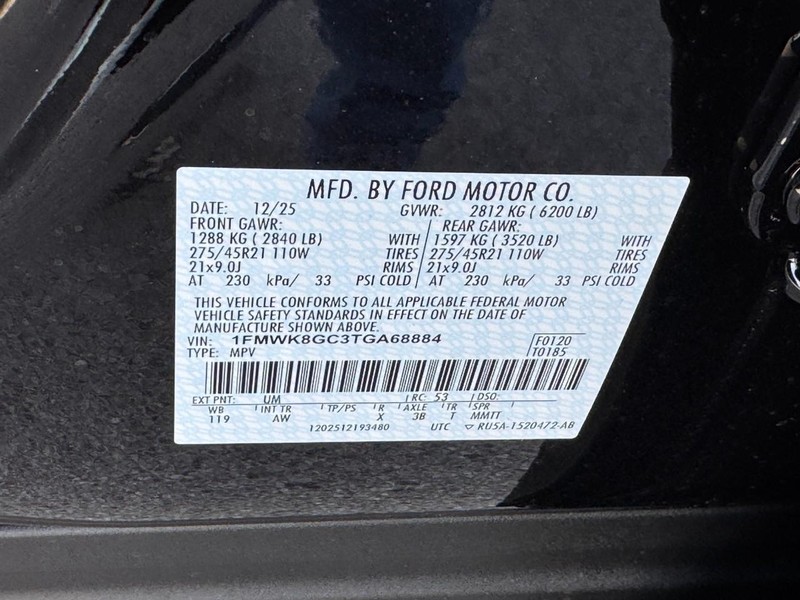 MFD. BY FORD MOTOR CO.
DATE: 12/25 GVWR: 2812 KG ( 6200 LB)
FRONT GAWR: REAR GAWR:
1288 KG ( 2840 LB) WITH 1597 KG ( 3520 LB) WITH
275/45R21 110W TIRES 275/45R21 110W TIRES
21x9.0J RIMS 21x9.0J RIMS
AT 230 kPa/ 33 PSI COLD AT 230 kPa/ 33 PSI COLD
THIS VEHICLE CONFORMS TO ALL APPLICABLE FEDERAL MOTOR
VEHICLE SAFETY STANDARDS IN EFFECT ON THE DATE OF
MANUFACTURE SHOWN ABOVE.
VIN: 1FMWK8GC3TGA68884 F0120
TYPE: MPV T0185
EXT PNT: UM RC: 53 DSO:
WB INT TR TP/PS R AXLE TR SPR
119 AW X 3B T MMTT
1202512193480 UTC ▽ RU5A-1520472-AB